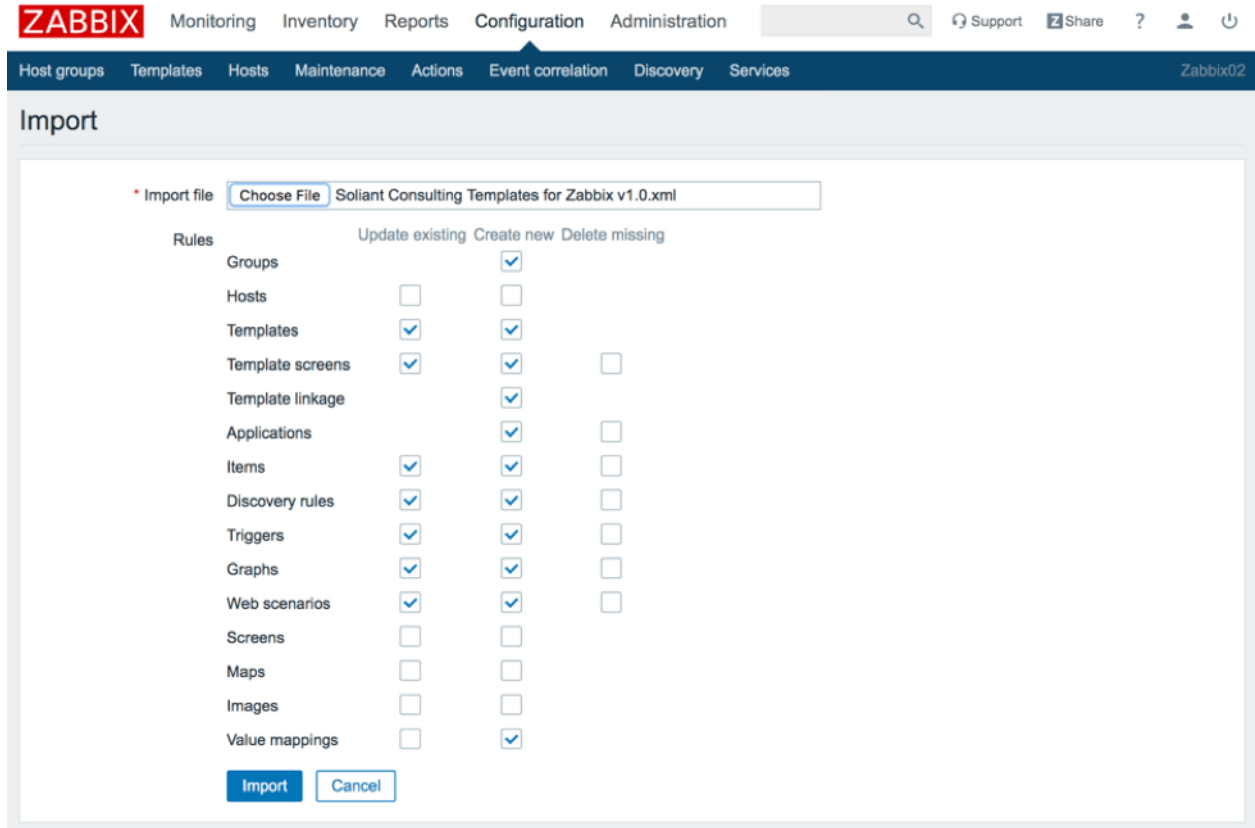 ZABBIX Monitoring Inventory Reports Configuration Administration Support Z Share ?
Host groups Templates Hosts Maintenance Actions Event correlation Discovery Services Zabbix02
Import
* Import file Choose File Soliant Consulting Templates for Zabbix v1.0.xml
Rules Update existing Create new Delete missing
Groups
Hosts
Templates
Template screens
Template linkage
Applications
Items
Discovery rules
Triggers
Graphs
Web scenarios
Screens
Maps
Images
Value mappings
Import Cancel